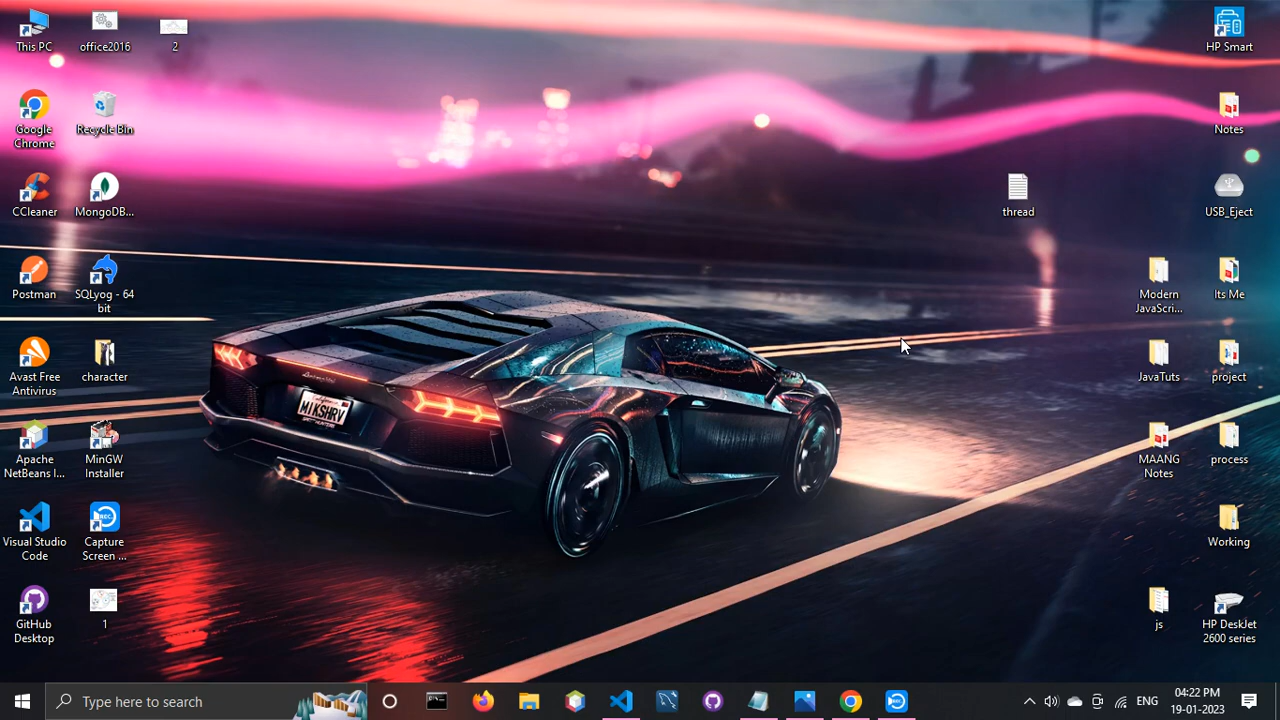 This PC
office2016
2
HP Smart
Google
Chrome
Recycle Bin
Notes
CCleaner
MongoDB...
thread
USB_Eject
Postman
SQLyog - 64
bit
Modern
JavaScri...
Its Me
Avast Free
Antivirus
character
JavaTuts
project
MIKSHRV
Apache
NetBeans I...
MinGW
Installer
MAANG
Notes
process
Visual Studio
Code
REC
Capture
Screen ...
Working
GitHub
Desktop
1
js
HP DeskJet
2600 series
Type here to search
ENG
04:22 PM
19-01-2023